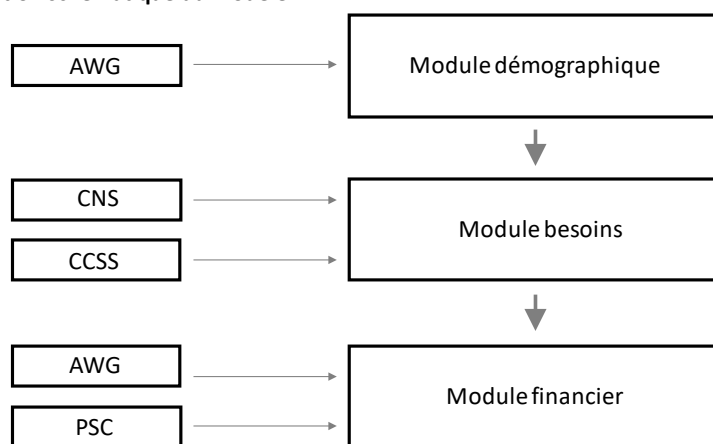 AWG
Module démographique
CNS
Module besoins
CCSS
AWG
Module financier
PSC